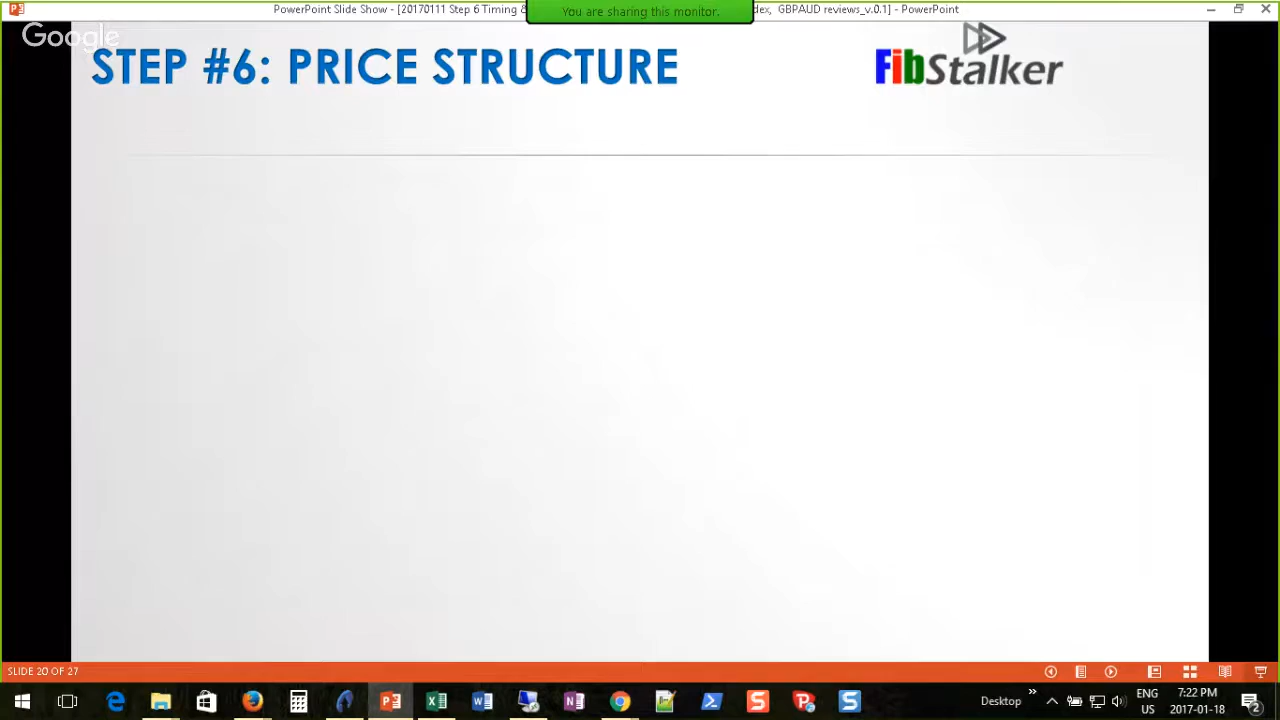 PowerPoint Slide Show - [20170111 Step 6 Timing & dex, GBPAUD reviews_v.0.1] - PowerPoint
You are sharing this monitor.
Google
STEP #6: PRICE STRUCTURE
FibStalker
SLIDE 20 OF 27
Desktop
ENG
US
7:22 PM
2017-01-18
2